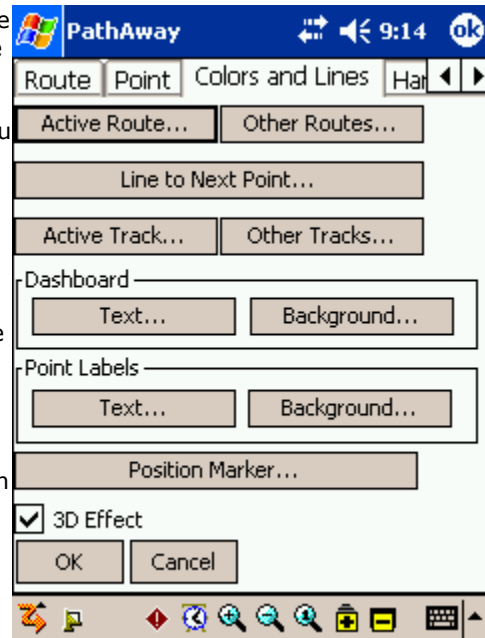 PathAway 9:14 ok
Route Point Colors and Lines Har
Active Route... Other Routes...
Line to Next Point...
Active Track... Other Tracks...
Dashboard
Text... Background...
Point Labels
Text... Background...
Position Marker...
3D Effect
OK Cancel